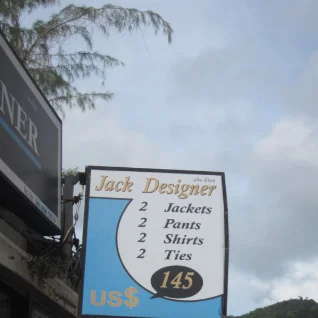 NER
Jack Designer
2 Jackets
2 Pants
2 Shirts
2 Ties
145
US$